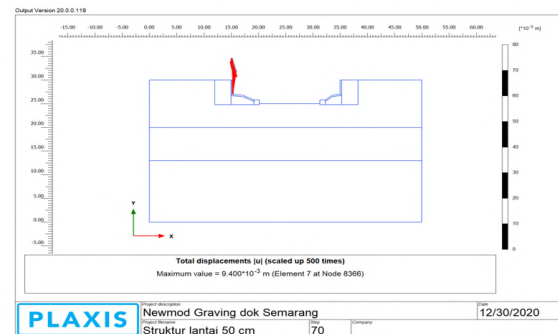 Output Version 20.0.0.119
-15.00 -10.00 -5.00 0.00 5.00 10.00 15.00 20.00 25.00 30.00 35.00 40.00 45.00 50.00 55.00 60.00
[*10⁻³ m]
35.00
30.00
25.00
20.00
15.00
10.00
5.00
0.00
-5.00
80
70
60
50
40
30
20
10
0
Y
X
Total displacements |u| (scaled up 500 times)
Maximum value = 9.400*10⁻³ m (Element 7 at Node 8366)
PLAXIS
Project description
Newmod Graving dok Semarang
Date
12/30/2020
Project filename
Struktur lantai 50 cm
Step
70
Company